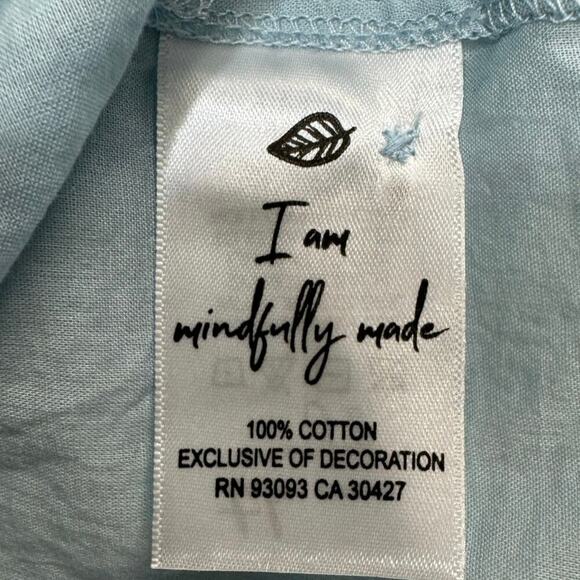 I am
mindfully made
100% COTTON
EXCLUSIVE OF DECORATION
RN 93093 CA 30427